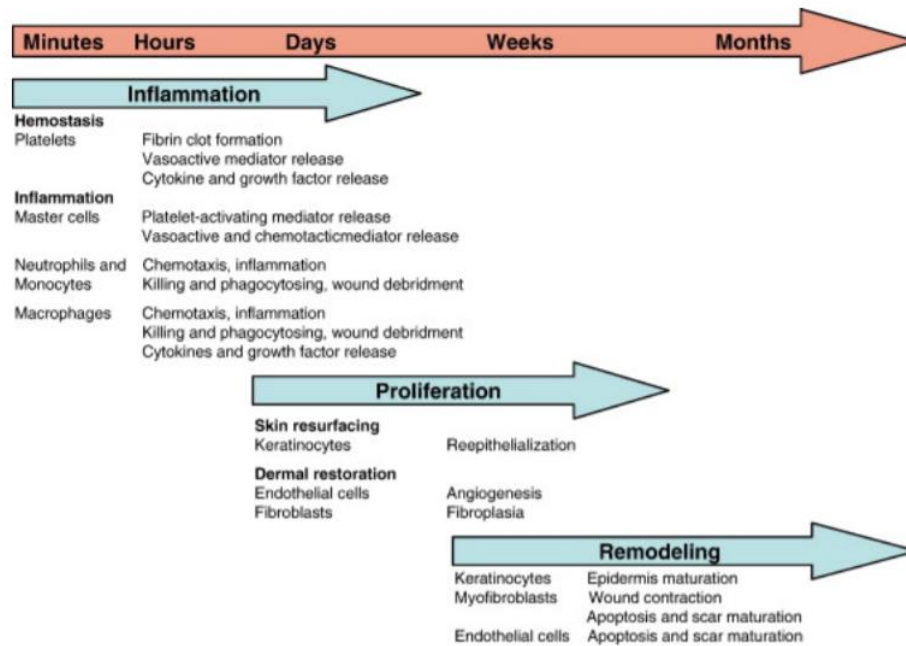 Minutes Hours Days Weeks Months
Inflammation
Hemostasis
Platelets Fibrin clot formation
Vasoactive mediator release
Cytokine and growth factor release
Inflammation
Master cells Platelet-activating mediator release
Vasoactive and chemotacticmediator release
Neutrophils and Chemotaxis, inflammation
Monocytes Killing and phagocytosing, wound debridment
Macrophages Chemotaxis, inflammation
Killing and phagocytosing, wound debridment
Cytokines and growth factor release
Proliferation
Skin resurfacing
Keratinocytes Reepithelialization
Dermal restoration
Endothelial cells Angiogenesis
Fibroblasts Fibroplasia
Remodeling
Keratinocytes Epidermis maturation
Myofibroblasts Wound contraction
Apoptosis and scar maturation
Endothelial cells Apoptosis and scar maturation